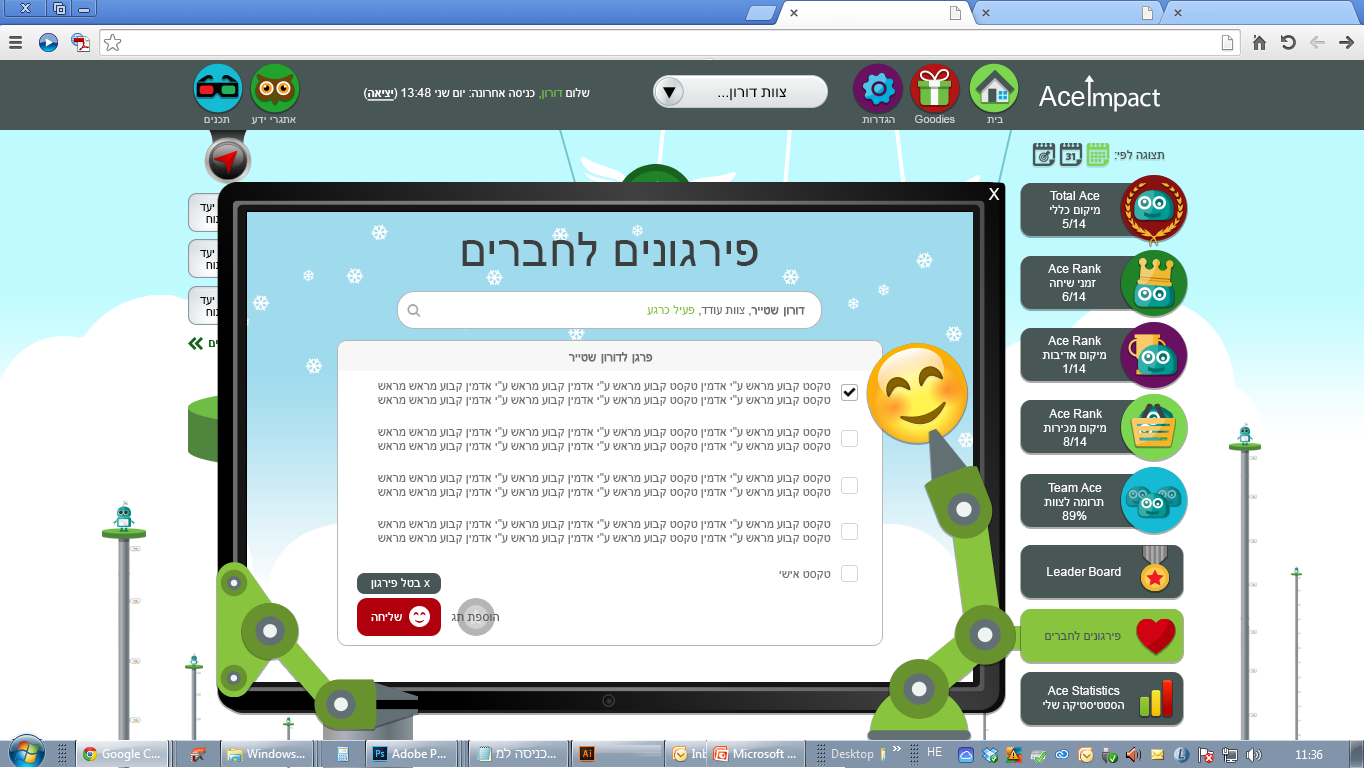 AceImpact
בית
Goodies
הגדרות
צוות דורון...
שלום דורון, כניסה אחרונה: יום שני 13:48 (יציאה)
אתגרי ידע
תכנים
תצוגה לפי:
31
Total Ace
מיקום כללי
5/14
Ace Rank
זמני שיחה
6/14
Ace Rank
מיקום אדיבות
1/14
Ace Rank
מיקום מכירות
8/14
Team Ace
תרומה לצוות
89%
Leader Board
פירגונים לחברים
Ace Statistics
הסטטיסטיקה שלי
X
פירגונים לחברים
דורון שטייר, צוות עודד, פעיל כרגע
פרגן לדורון שטייר
טקסט קבוע מראש ע"י אדמין טקסט קבוע מראש ע"י אדמין קבוע מראש מראש
טקסט קבוע מראש ע"י אדמין טקסט קבוע מראש ע"י אדמין קבוע מראש מראש
טקסט קבוע מראש ע"י אדמין טקסט קבוע מראש ע"י אדמין קבוע מראש מראש
טקסט קבוע מראש ע"י אדמין טקסט קבוע מראש ע"י אדמין קבוע מראש מראש
טקסט קבוע מראש ע"י אדמין טקסט קבוע מראש ע"י אדמין קבוע מראש מראש
טקסט קבוע מראש ע"י אדמין טקסט קבוע מראש ע"י אדמין קבוע מראש מראש
טקסט קבוע מראש ע"י אדמין טקסט קבוע מראש ע"י אדמין קבוע מראש מראש
טקסט קבוע מראש ע"י אדמין טקסט קבוע מראש ע"י אדמין קבוע מראש מראש
טקסט אישי
x בטל פירגון
הוספת תג
שליחה
יעד
יעד
יעד
Google C...
Windows...
Adobe P...
כניסה למ...
Microsoft ...
Desktop
HE
11:36